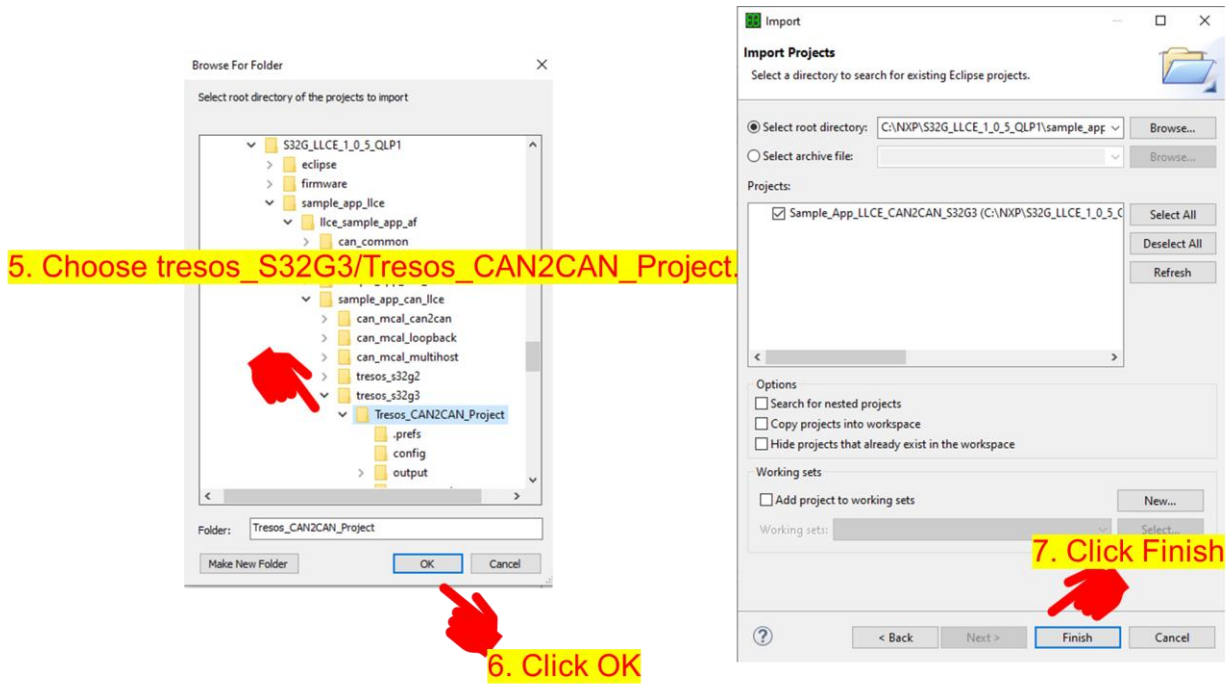 Browse For Folder
Select root directory of the projects to import
S32G_LLCE_1_0_5_QLP1
eclipse
firmware
sample_app_llce
llce_sample_app_af
can_common
5. Choose tresos_S32G3/Tresos_CAN2CAN_Project.
sample_app_can_llce
can_mcal_can2can
can_mcal_loopback
can_mcal_multihost
tresos_s32g2
tresos_s32g3
Tresos_CAN2CAN_Project
.prefs
config
output
Folder: Tresos_CAN2CAN_Project
Make New Folder OK Cancel
6. Click OK
Import
Import Projects
Select a directory to search for existing Eclipse projects.
Select root directory: C:\NXP\S32G_LLCE_1_0_5_QLP1\sample_app Browse...
Select archive file: Browse...
Projects:
Sample_App_LLCE_CAN2CAN_S32G3 (C:\NXP\S32G_LLCE_1_0_5_Q
Select All
Deselect All
Refresh
Options
Search for nested projects
Copy projects into workspace
Hide projects that already exist in the workspace
Working sets
Add project to working sets New...
Working sets: Select...
7. Click Finish
< Back Next > Finish Cancel